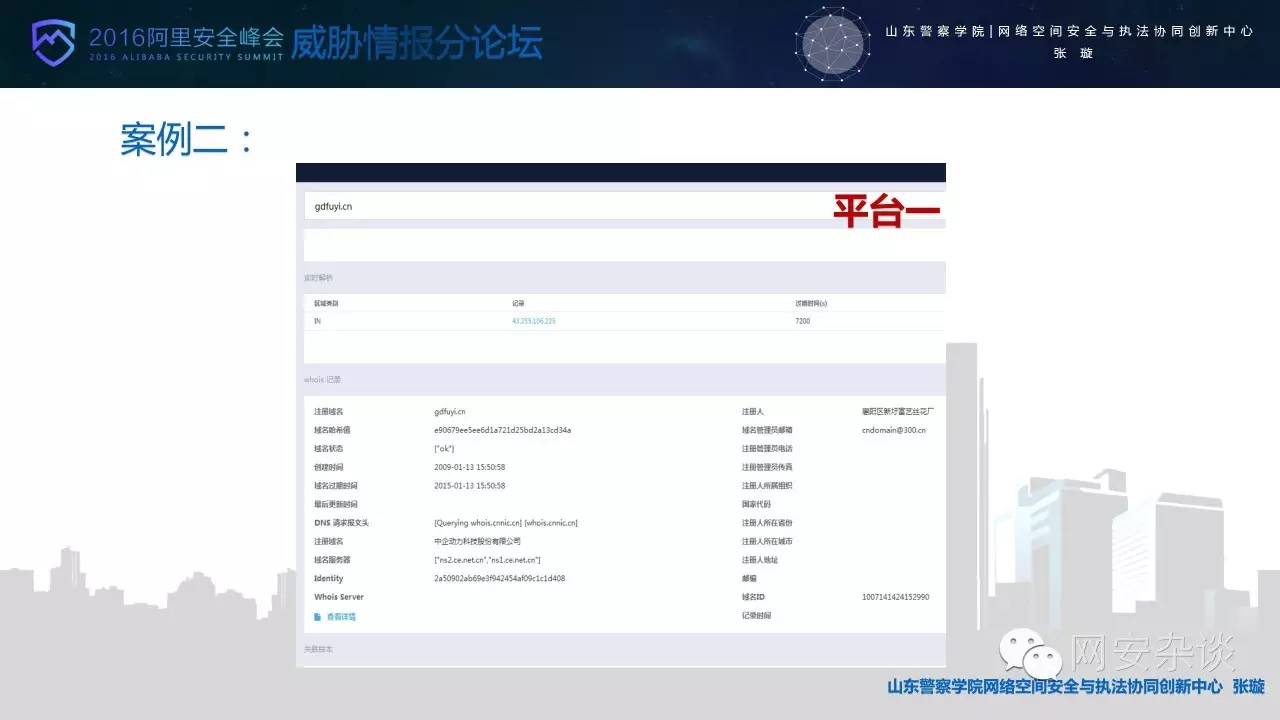 2016阿里安全峰会 威胁情报分论坛
2016 ALIBABA SECURITY SUMMIT
山东警察学院|网络空间安全与执法协同创新中心
张 璇
案例二：
gdfuyi.cn
平台一
实时解析
区域类别 记录 过期时间(s)
IN 43.255.106.225 7200
whois 记录
注册域名 gdfuyi.cn 注册人 惠阳区新圩富艺丝花厂
域名哈希值 e90679ee5ee6d1a721d25bd2a13cd34a 域名管理员邮箱 cndomain@300.cn
域名状态 ["ok"] 注册管理员电话
创建时间 2009-01-13 15:50:58 注册管理员传真
域名过期时间 2015-01-13 15:50:58 注册人所属组织
最后更新时间 国家代码
DNS 请求报文头 [Querying whois.cnnic.cn] [whois.cnnic.cn] 注册人所在省份
注册域名 中企动力科技股份有限公司 注册人所在城市
域名服务器 ["ns2.ce.net.cn","ns1.ce.net.cn"] 注册人地址
Identity 2a50902ab69e3f942454af09c1c1d408 邮编
Whois Server 域名ID 1007141424152990
查看详情 记录时间
关联样本
网安杂谈
山东警察学院网络空间安全与执法协同创新中心 张璇